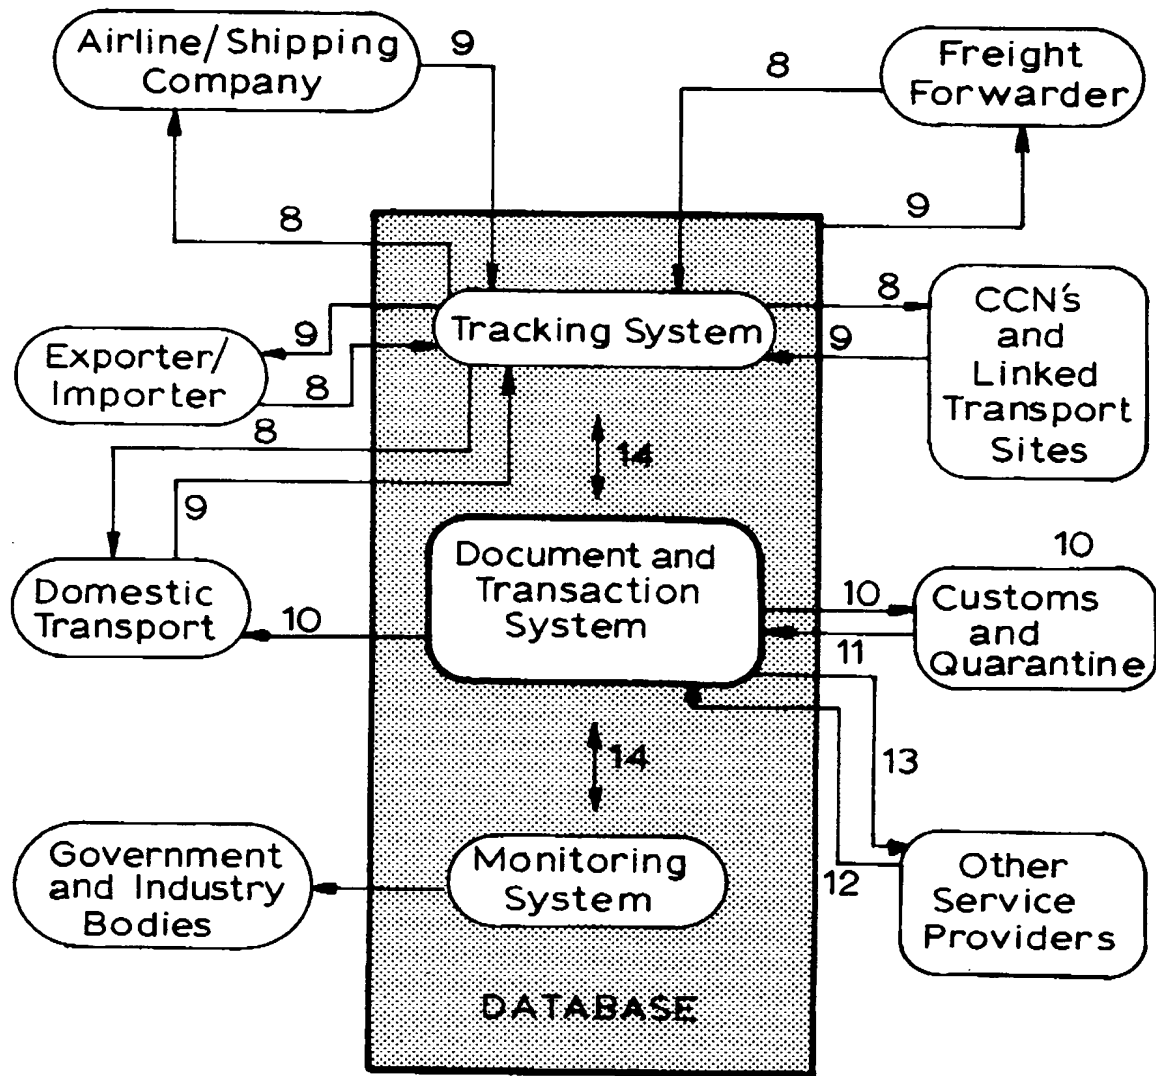 Airline/Shipping
Company
9
8
Freight
Forwarder
8
9
Tracking System
8
9
CCN's
and
Linked
Transport
Sites
9
Exporter/
Importer
8
8
14
9
Document and
Transaction
System
10
Domestic
Transport
10
10
Customs
and
Quarantine
11
14
13
Government
and Industry
Bodies
Monitoring
System
12
Other
Service
Providers
DATABASE